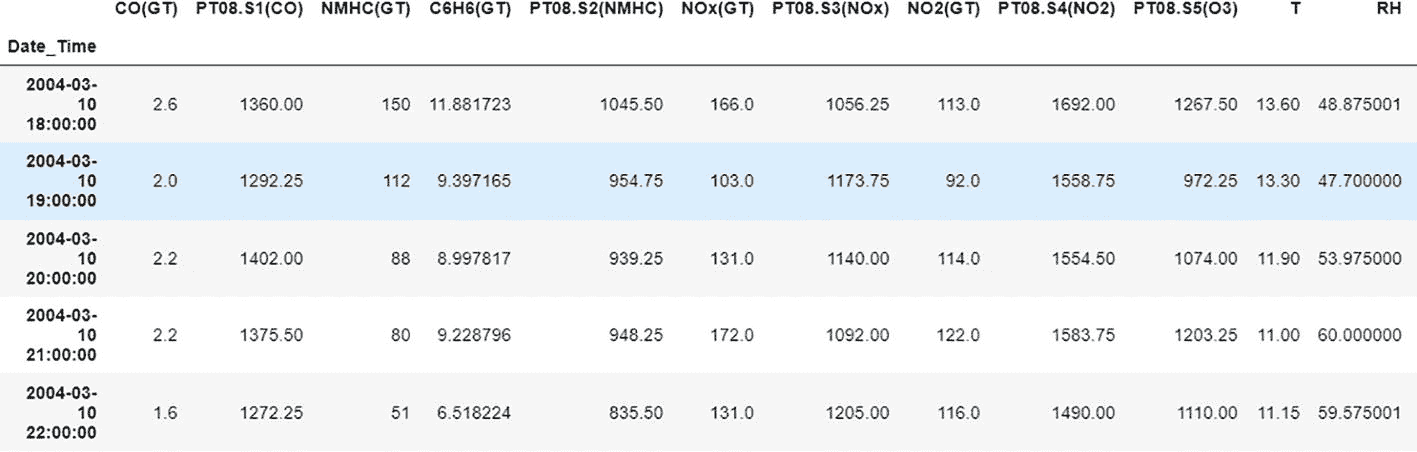 CO(GT) PT08.S1(CO) NMHC(GT) C6H6(GT) PT08.S2(NMHC) NOx(GT) PT08.S3(NOx) NO2(GT) PT08.S4(NO2) PT08.S5(O3) T RH
Date_Time
2004-03-
10
18:00:00 2.6 1360.00 150 11.881723 1045.50 166.0 1056.25 113.0 1692.00 1267.50 13.60 48.875001
2004-03-
10
19:00:00 2.0 1292.25 112 9.397165 954.75 103.0 1173.75 92.0 1558.75 972.25 13.30 47.700000
2004-03-
10
20:00:00 2.2 1402.00 88 8.997817 939.25 131.0 1140.00 114.0 1554.50 1074.00 11.90 53.975000
2004-03-
10
21:00:00 2.2 1375.50 80 9.228796 948.25 172.0 1092.00 122.0 1583.75 1203.25 11.00 60.000000
2004-03-
10
22:00:00 1.6 1272.25 51 6.518224 835.50 131.0 1205.00 116.0 1490.00 1110.00 11.15 59.575001